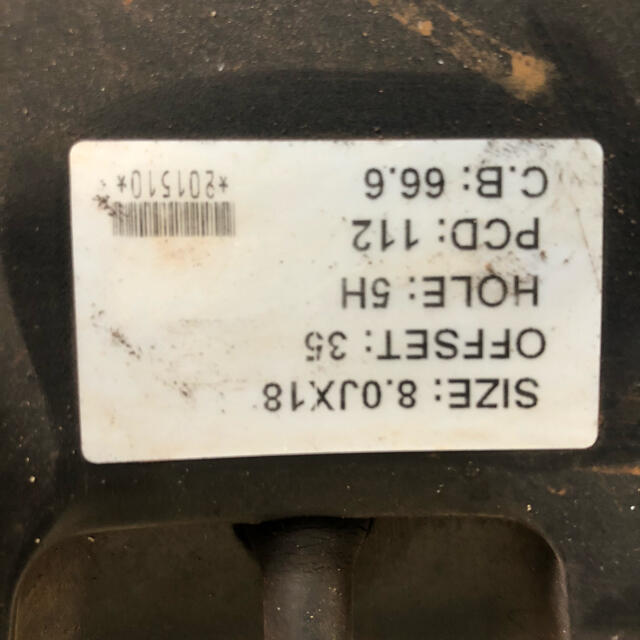 SIZE: 8.0JX18
OFFSET: 35
HOLE: 5H
PCD: 112
C.B: 66.6
*201510*